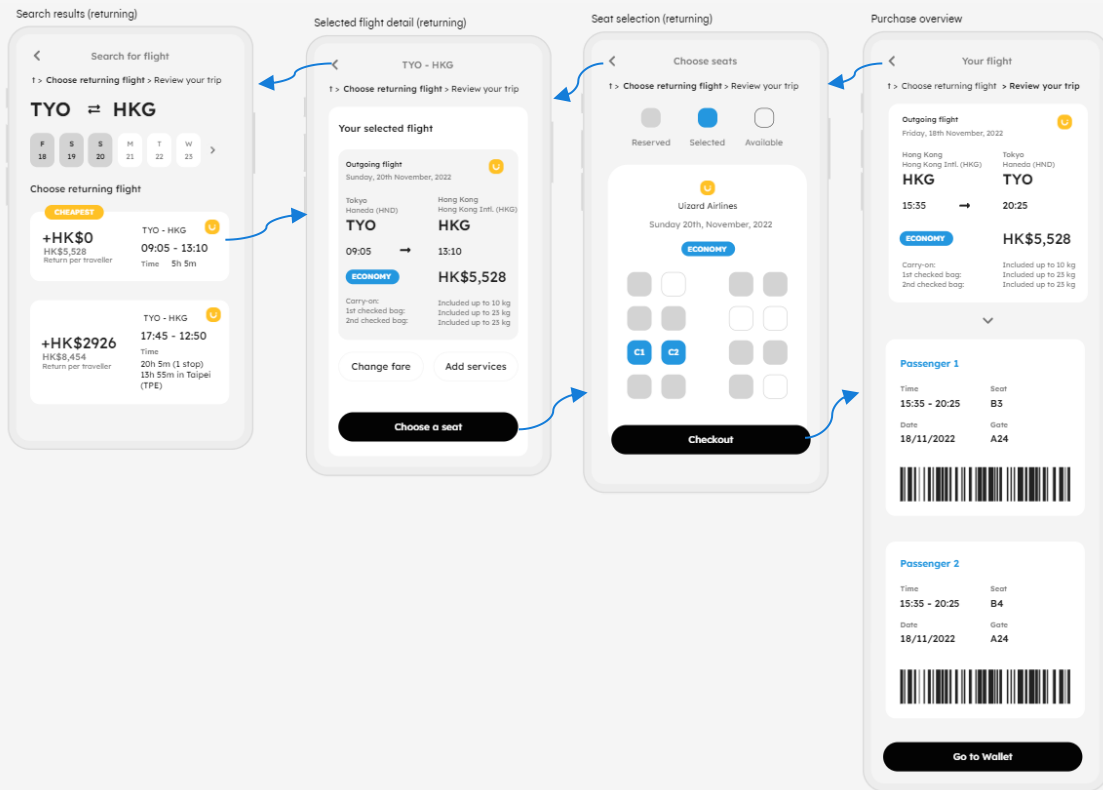 Search results (returning)
Search for flight
1 > Choose returning flight > Review your trip
TYO ⇄ HKG
F S S M T W
18 19 20 21 22 23
Choose returning flight
CHEAPEST
+HK$0
HK$5,528
Return per traveller
TYO - HKG
09:05 - 13:10
Time 5h 5m
+HK$2926
HK$8,454
Return per traveller
TYO - HKG
17:45 - 12:50
Time
20h 5m (1 stop)
13h 55m in Taipei
(TPE)
Selected flight detail (returning)
TYO - HKG
1 > Choose returning flight > Review your trip
Your selected flight
Outgoing flight
Sunday, 20th November, 2022
Tokyo Hong Kong
Haneda (HND) Hong Kong Intl. (HKG)
TYO HKG
09:05 → 13:10
ECONOMY HK$5,528
Carry-on: Included up to 10 kg
1st checked bag: Included up to 23 kg
2nd checked bag: Included up to 23 kg
Change fare Add services
Choose a seat
Seat selection (returning)
Choose seats
1 > Choose returning flight > Review your trip
Reserved Selected Available
Uizard Airlines
Sunday 20th, November, 2022
ECONOMY
C1 C2
Checkout
Purchase overview
Your flight
1 > Choose returning flight > Review your trip
Outgoing flight
Friday, 18th November, 2022
Hong Kong Tokyo
Hong Kong Intl. (HKG) Haneda (HND)
HKG TYO
15:35 → 20:25
ECONOMY HK$5,528
Carry-on: Included up to 10 kg
1st checked bag: Included up to 23 kg
2nd checked bag: Included up to 23 kg
Passenger 1
Time Seat
15:35 - 20:25 B3
Date Gate
18/11/2022 A24
Passenger 2
Time Seat
15:35 - 20:25 B4
Date Gate
18/11/2022 A24
Go to Wallet